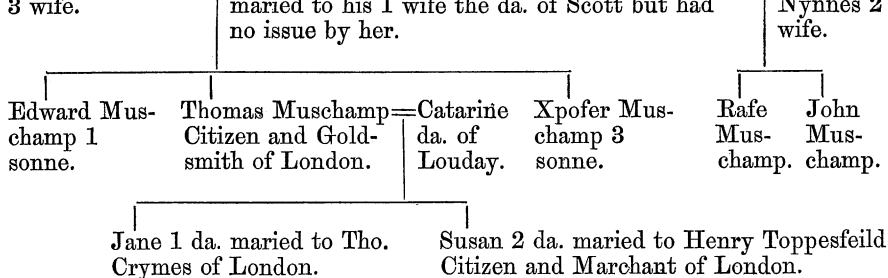 3 wife.
maried to his 1 wife the da. of Scott but had
no issue by her.
Nynnes 2
wife.
Edward Mus-
champ 1
sonne.
Thomas Muschamp=Catarine
Citizen and Gold-
smith of London.
da. of
Louday.
Xpofer Mus-
champ 3
sonne.
Rafe
Mus-
champ.
John
Mus-
champ.
Jane 1 da. maried to Tho.
Crymes of London.
Susan 2 da. maried to Henry Toppesfeild
Citizen and Marchant of London.